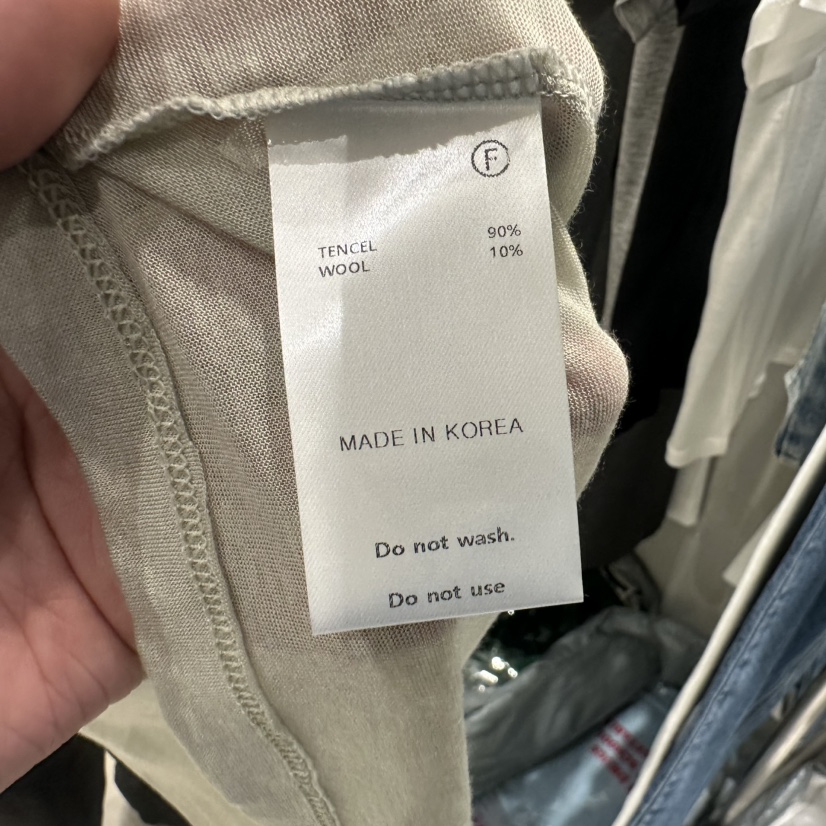 F
TENCEL 90%
WOOL 10%
MADE IN KOREA
Do not wash.
Do not use